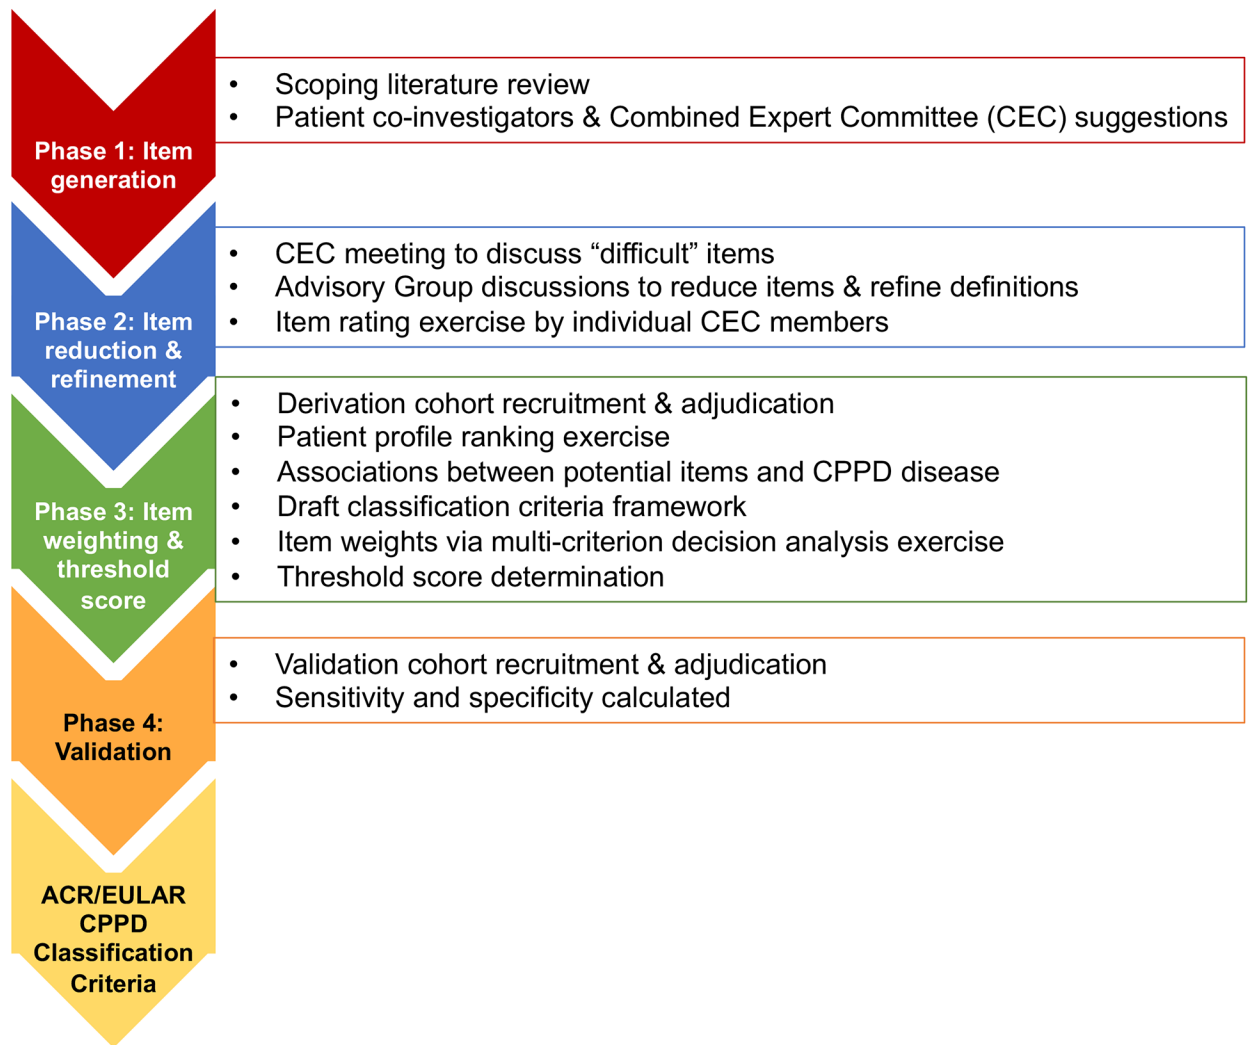 Phase 1: Item
generation
• Scoping literature review
• Patient co-investigators & Combined Expert Committee (CEC) suggestions
Phase 2: Item
reduction &
refinement
• CEC meeting to discuss “difficult” items
• Advisory Group discussions to reduce items & refine definitions
• Item rating exercise by individual CEC members
Phase 3: Item
weighting &
threshold
score
• Derivation cohort recruitment & adjudication
• Patient profile ranking exercise
• Associations between potential items and CPPD disease
• Draft classification criteria framework
• Item weights via multi-criterion decision analysis exercise
• Threshold score determination
Phase 4:
Validation
• Validation cohort recruitment & adjudication
• Sensitivity and specificity calculated
ACR/EULAR
CPPD
Classification
Criteria